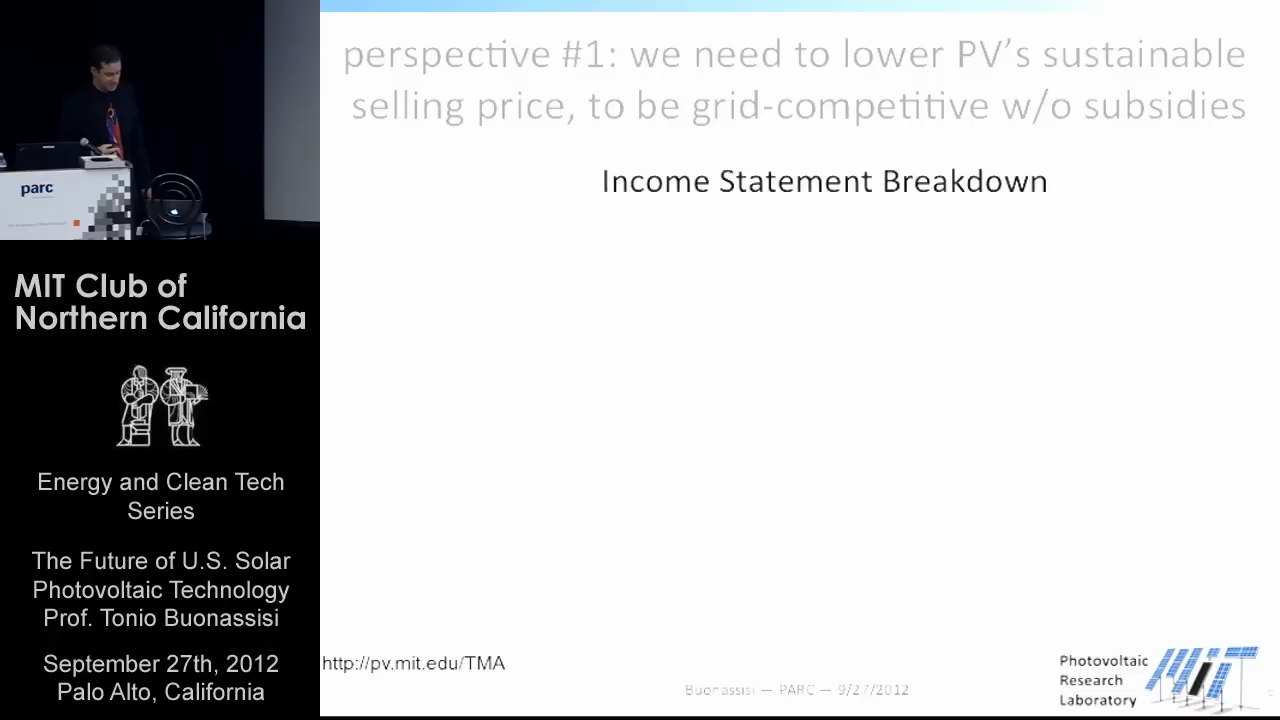 perspective #1: we need to lower PV's sustainable
selling price, to be grid-competitive w/o subsidies
Income Statement Breakdown
parc
MIT Club of
Northern California
Energy and Clean Tech
Series
The Future of U.S. Solar
Photovoltaic Technology
Prof. Tonio Buonassisi
September 27th, 2012
Palo Alto, California
http://pv.mit.edu/TMA
Buonassisi — PARC — 9/27/2012
Photovoltaic
Research
Laboratory
MIT